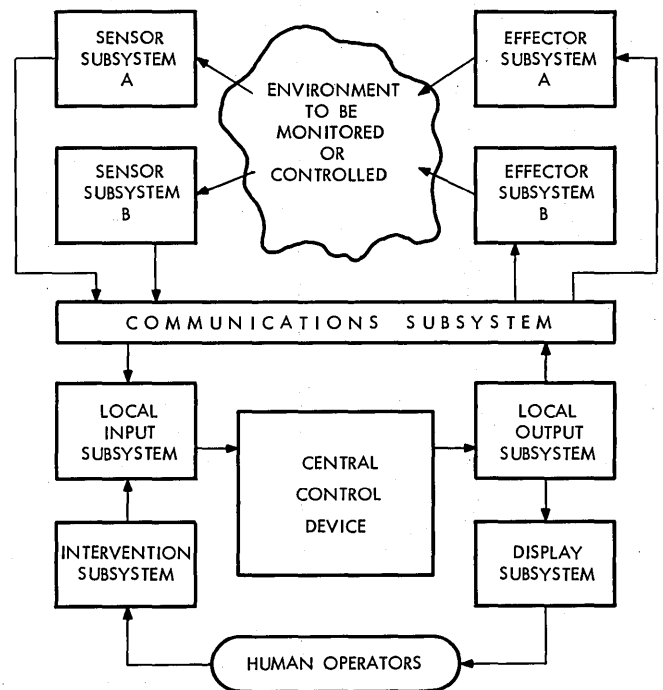 SENSOR
SUBSYSTEM
A
ENVIRONMENT
TO BE
MONITORED
OR
CONTROLLED
EFFECTOR
SUBSYSTEM
A
SENSOR
SUBSYSTEM
B
EFFECTOR
SUBSYSTEM
B
COMMUNICATIONS SUBSYSTEM
LOCAL
INPUT
SUBSYSTEM
CENTRAL
CONTROL
DEVICE
LOCAL
OUTPUT
SUBSYSTEM
INTERVENTION
SUBSYSTEM
DISPLAY
SUBSYSTEM
HUMAN OPERATORS